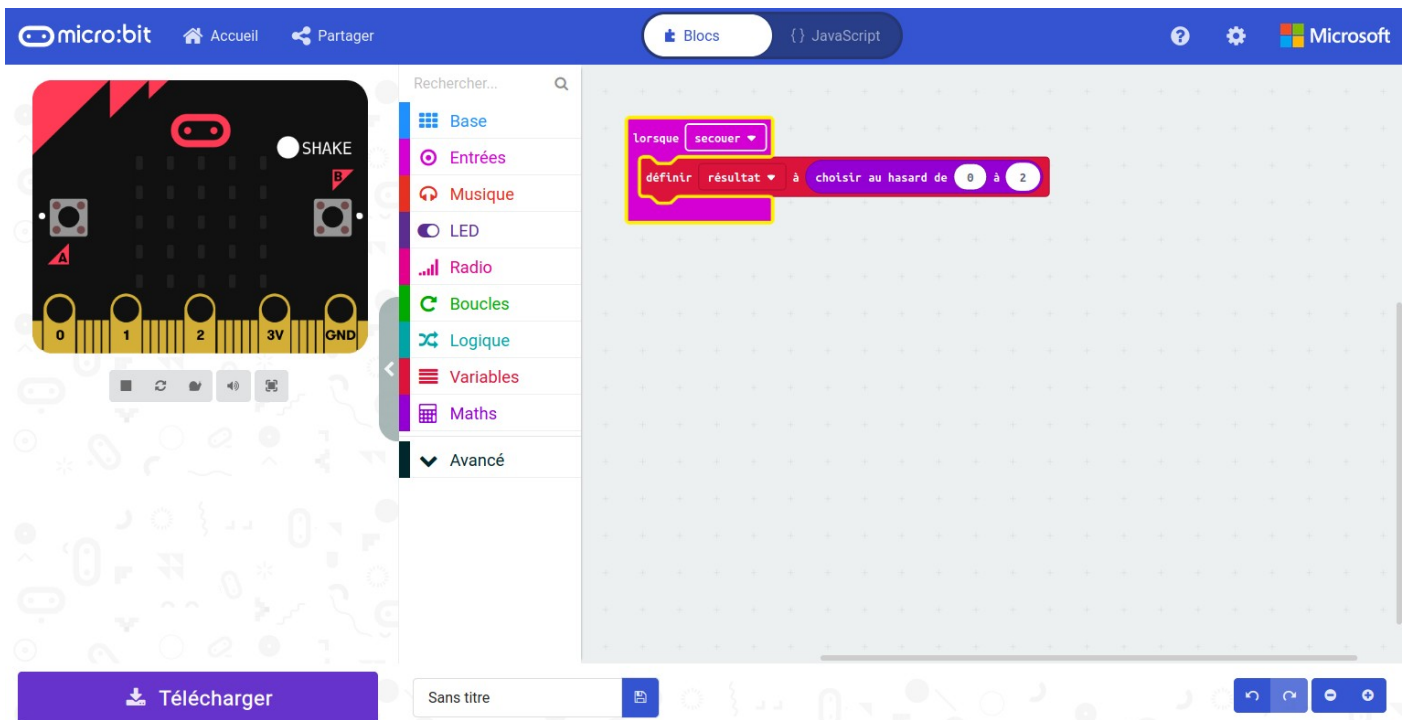 micro:bit Accueil Partager Blocs {} JavaScript Microsoft
Rechercher...
Base
Entrées
Musique
LED
Radio
Boucles
Logique
Variables
Maths
Avancé
SHAKE
B
A
0 1 2 3V GND
lorsque secouer
définir résultat à choisir au hasard de 0 à 2
Télécharger
Sans titre